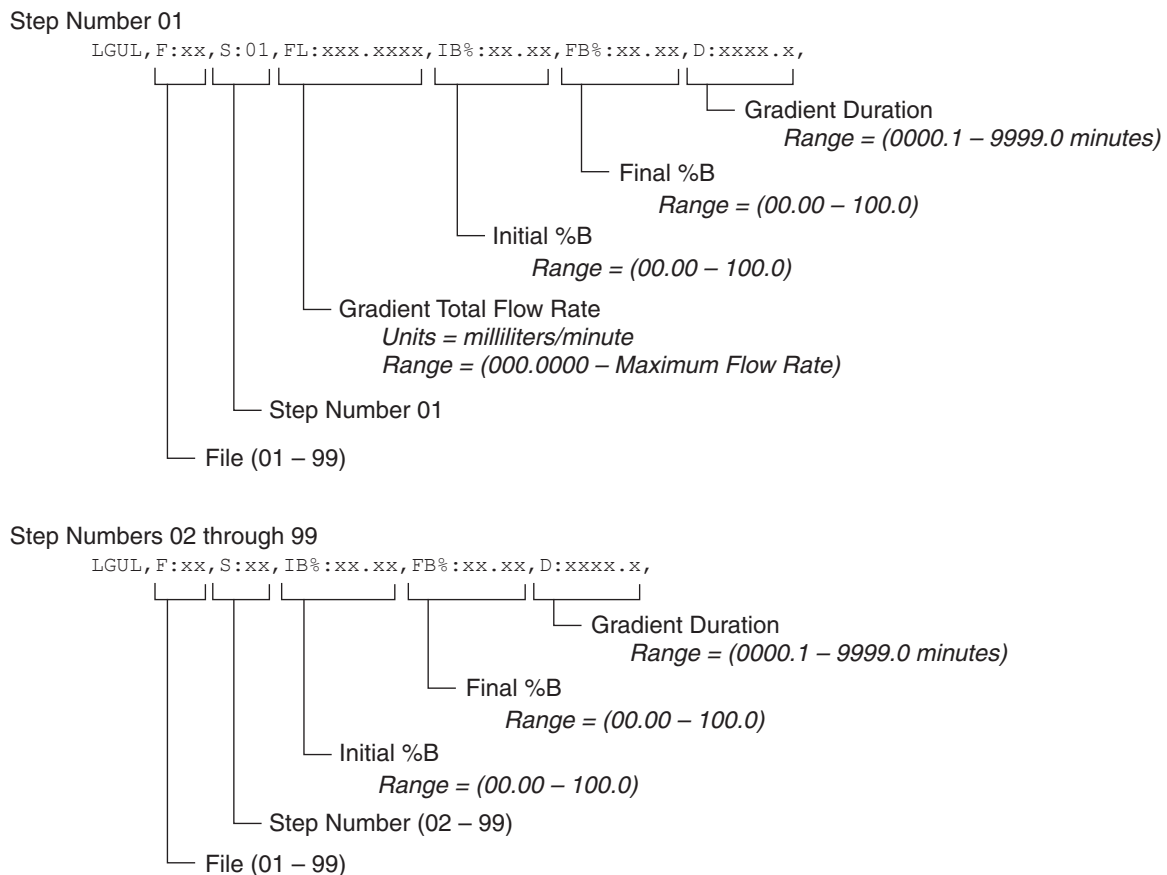 Step Number 01
LGUL,F:xx,S:01,FL:xxx.xxxx,IB%:xx.xx,FB%:xx.xx,D:xxxx.x,
Gradient Duration
Range = (0000.1 – 9999.0 minutes)
Final %B
Range = (00.00 – 100.0)
Initial %B
Range = (00.00 – 100.0)
Gradient Total Flow Rate
Units = milliliters/minute
Range = (000.0000 – Maximum Flow Rate)
Step Number 01
File (01 – 99)
Step Numbers 02 through 99
LGUL,F:xx,S:xx,IB%:xx.xx,FB%:xx.xx,D:xxxx.x,
Gradient Duration
Range = (0000.1 – 9999.0 minutes)
Final %B
Range = (00.00 – 100.0)
Initial %B
Range = (00.00 – 100.0)
Step Number (02 – 99)
File (01 – 99)